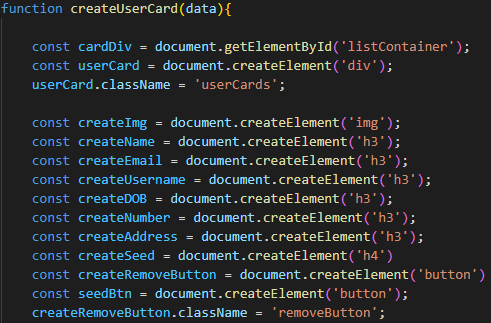 function createUserCard(data){
const cardDiv = document.getElementById('listContainer');
const userCard = document.createElement('div');
userCard.className = 'userCards';
const createImg = document.createElement('img');
const createName = document.createElement('h3');
const createEmail = document.createElement('h3');
const createUsername = document.createElement('h3');
const createDOB = document.createElement('h3');
const createNumber = document.createElement('h3');
const createAddress = document.createElement('h3');
const createSeed = document.createElement('h4')
const createRemoveButton = document.createElement('button')
const seedBtn = document.createElement('button');
createRemoveButton.className = 'removeButton';